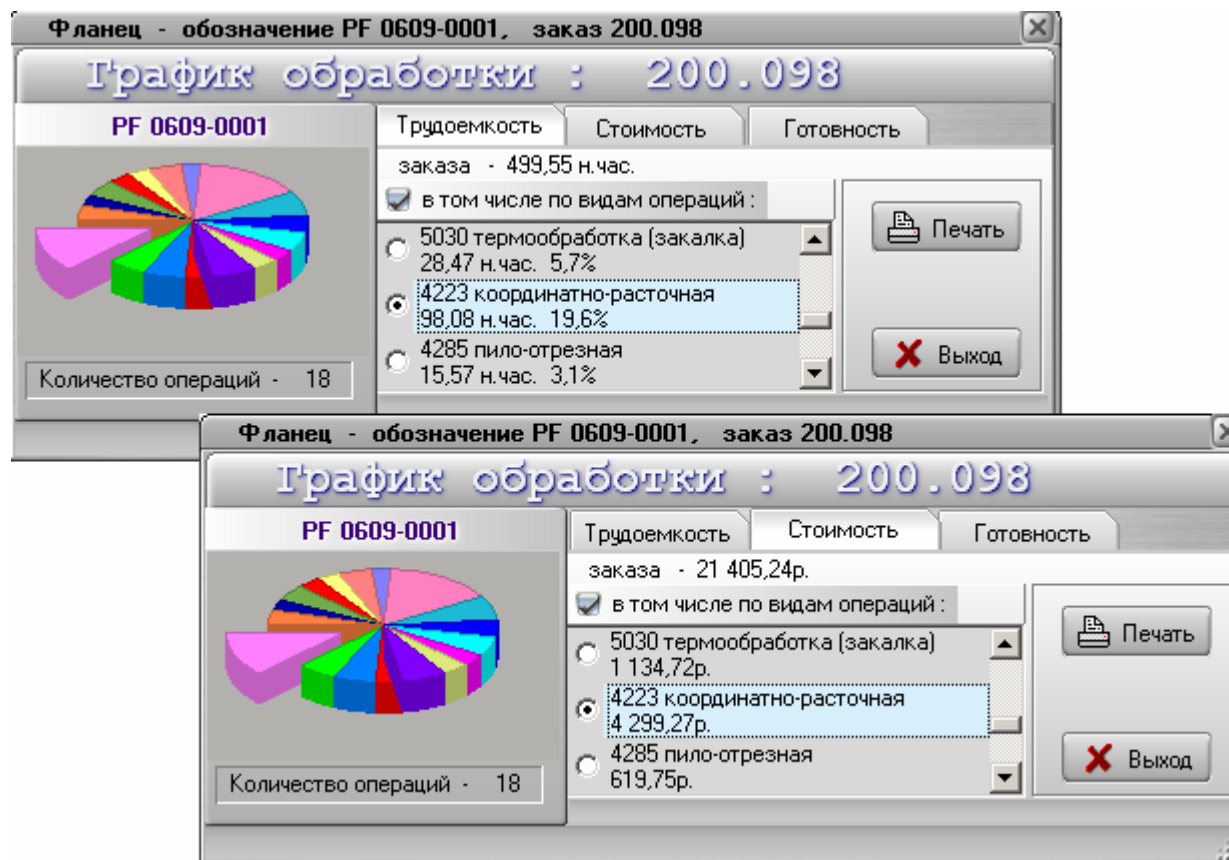 Фланец - обозначение PF 0609-0001, заказ 200.098
График обработки : 200.098
PF 0609-0001
Трудоемкость Стоимость Готовность
заказа - 499,55 н.час.
в том числе по видам операций :
5030 термообработка (закалка)
28,47 н.час. 5,7%
4223 координатно-расточная
98,08 н.час. 19,6%
4285 пило-отрезная
15,57 н.час. 3,1%
Печать
Выход
Количество операций - 18
Фланец - обозначение PF 0609-0001, заказ 200.098
График обработки : 200.098
PF 0609-0001
Трудоемкость Стоимость Готовность
заказа - 21 405,24р.
в том числе по видам операций :
5030 термообработка (закалка)
1 134,72р.
4223 координатно-расточная
4 299,27р.
4285 пило-отрезная
619,75р.
Печать
Выход
Количество операций - 18